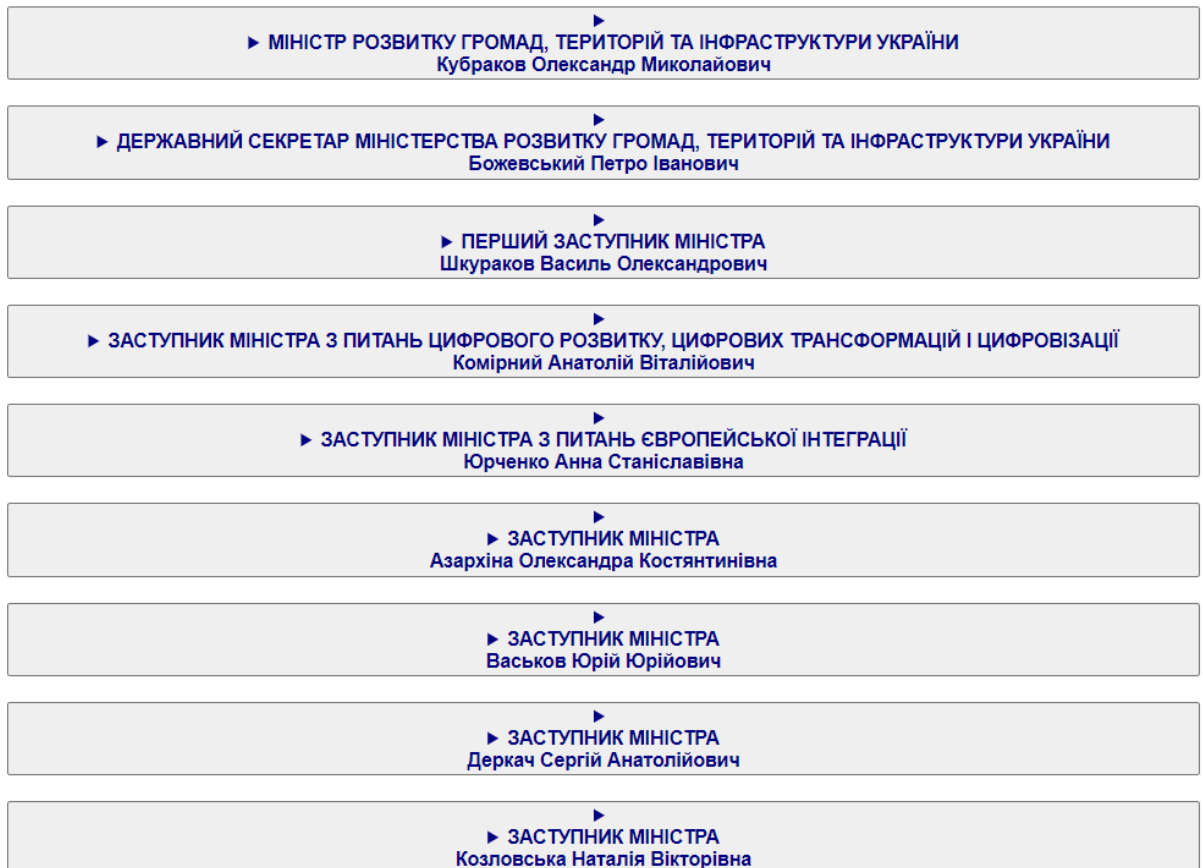 ►
► МІНІСТР РОЗВИТКУ ГРОМАД, ТЕРИТОРІЙ ТА ІНФРАСТРУКТУРИ УКРАЇНИ
Кубраков Олександр Миколайович
►
► ДЕРЖАВНИЙ СЕКРЕТАР МІНІСТЕРСТВА РОЗВИТКУ ГРОМАД, ТЕРИТОРІЙ ТА ІНФРАСТРУКТУРИ УКРАЇНИ
Божевський Петро Іванович
►
► ПЕРШИЙ ЗАСТУПНИК МІНІСТРА
Шкураков Василь Олександрович
►
► ЗАСТУПНИК МІНІСТРА З ПИТАНЬ ЦИФРОВОГО РОЗВИТКУ, ЦИФРОВИХ ТРАНСФОРМАЦІЙ І ЦИФРОВІЗАЦІЇ
Комірний Анатолій Віталійович
►
► ЗАСТУПНИК МІНІСТРА З ПИТАНЬ ЄВРОПЕЙСЬКОЇ ІНТЕГРАЦІЇ
Юрченко Анна Станіславівна
►
► ЗАСТУПНИК МІНІСТРА
Азархіна Олександра Костянтинівна
►
► ЗАСТУПНИК МІНІСТРА
Васьков Юрій Юрійович
►
► ЗАСТУПНИК МІНІСТРА
Деркач Сергій Анатолійович
►
► ЗАСТУПНИК МІНІСТРА
Козловська Наталія Вікторівна